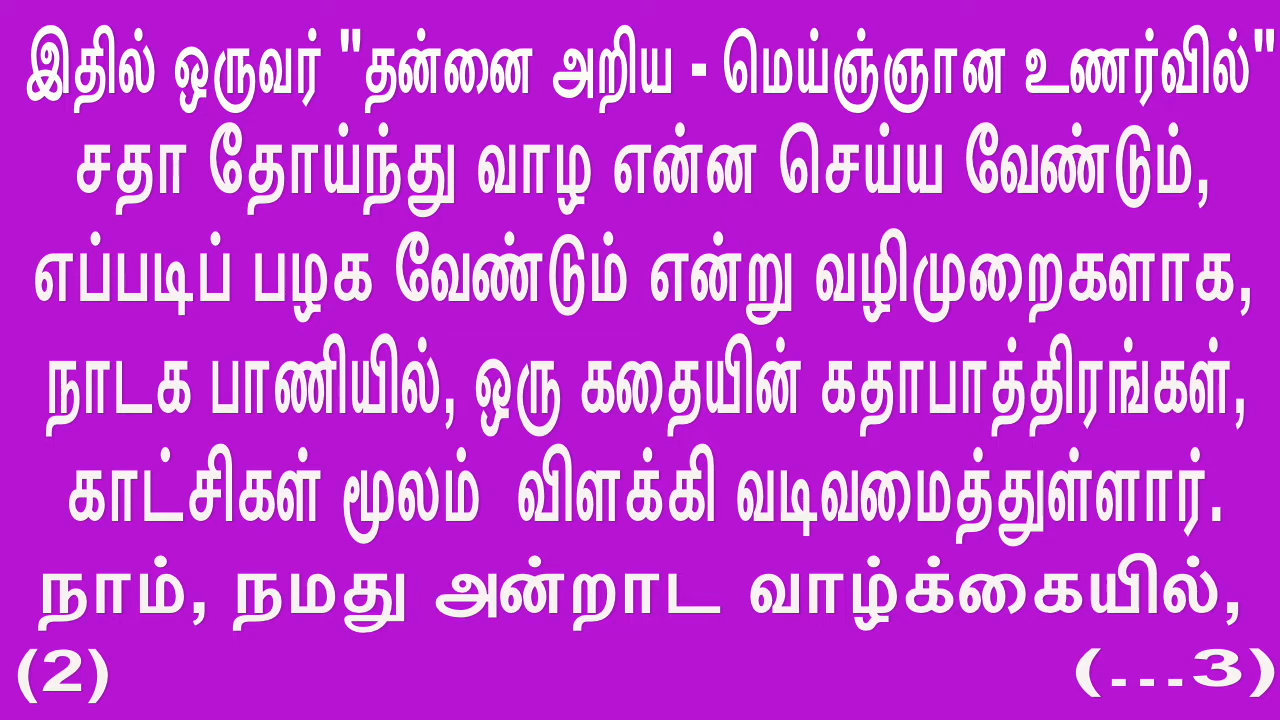 இதில் ஒருவர் "தன்னை அறிய - மெய்ஞ்ஞான உணர்வில்"
சதா தோய்ந்து வாழ என்ன செய்ய வேண்டும்,
எப்படிப் பழக வேண்டும் என்று வழிமுறைகளாக,
நாடக பாணியில், ஒரு கதையின் கதாபாத்திரங்கள்,
காட்சிகள் மூலம் விளக்கி வடிவமைத்துள்ளார்.
நாம், நமது அன்றாட வாழ்க்கையில்,
(2) (...3)